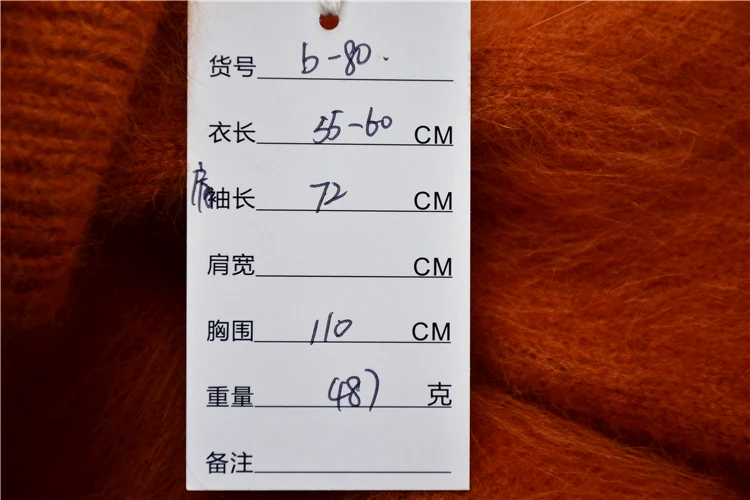 货号 b-80.
衣长 55-60 CM
肩袖长 72 CM
肩宽 CM
胸围 110 CM
重量 487 克
备注